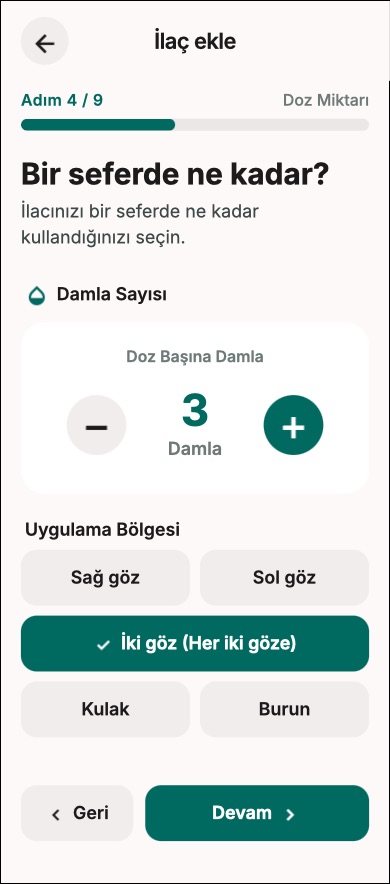 İlaç ekle
Adım 4 / 9 Doz Miktarı
Bir seferde ne kadar?
İlacınızı bir seferde ne kadar
kullandığınızı seçin.
Damla Sayısı
Doz Başına Damla
− 3 +
Damla
Uygulama Bölgesi
Sağ göz Sol göz
İki göz (Her iki göze)
Kulak Burun
Geri Devam